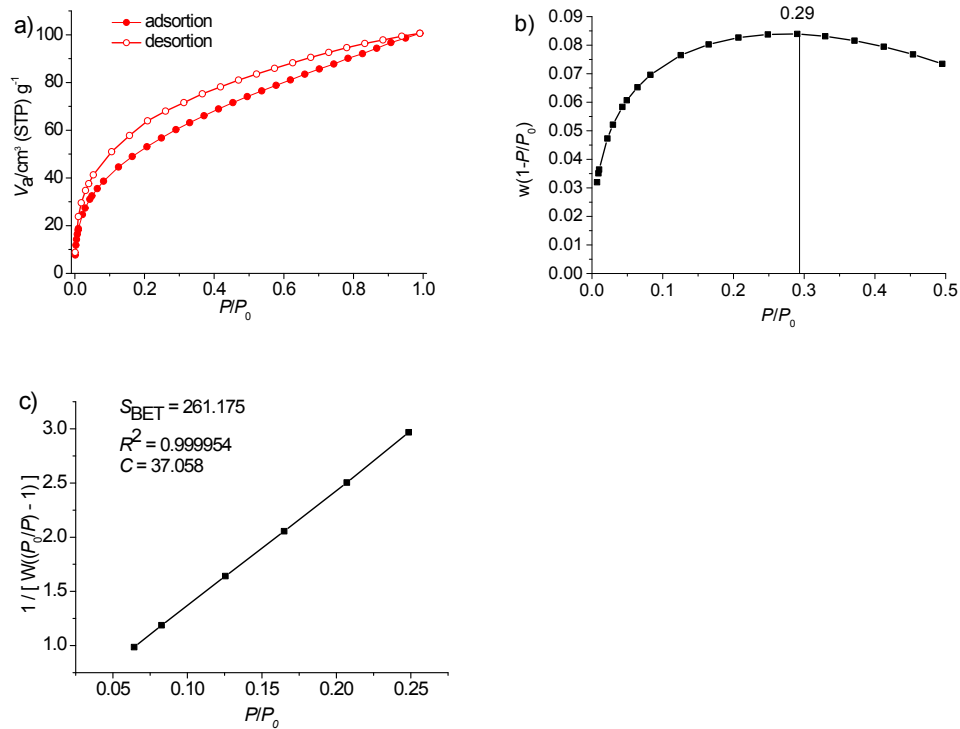 a)
adsortion
desortion
100
80
60
40
20
0
Va/cm³ (STP) g⁻¹
0.0 0.2 0.4 0.6 0.8 1.0
P/P₀
b)
0.29
0.09
0.08
0.07
0.06
0.05
0.04
0.03
0.02
0.01
0.00
w(1-P/P₀)
0.0 0.1 0.2 0.3 0.4 0.5
P/P₀
c)
S_BET = 261.175
R² = 0.999954
C = 37.058
3.0
2.5
2.0
1.5
1.0
1 / [ W((P₀/P) - 1) ]
0.05 0.10 0.15 0.20 0.25
P/P₀